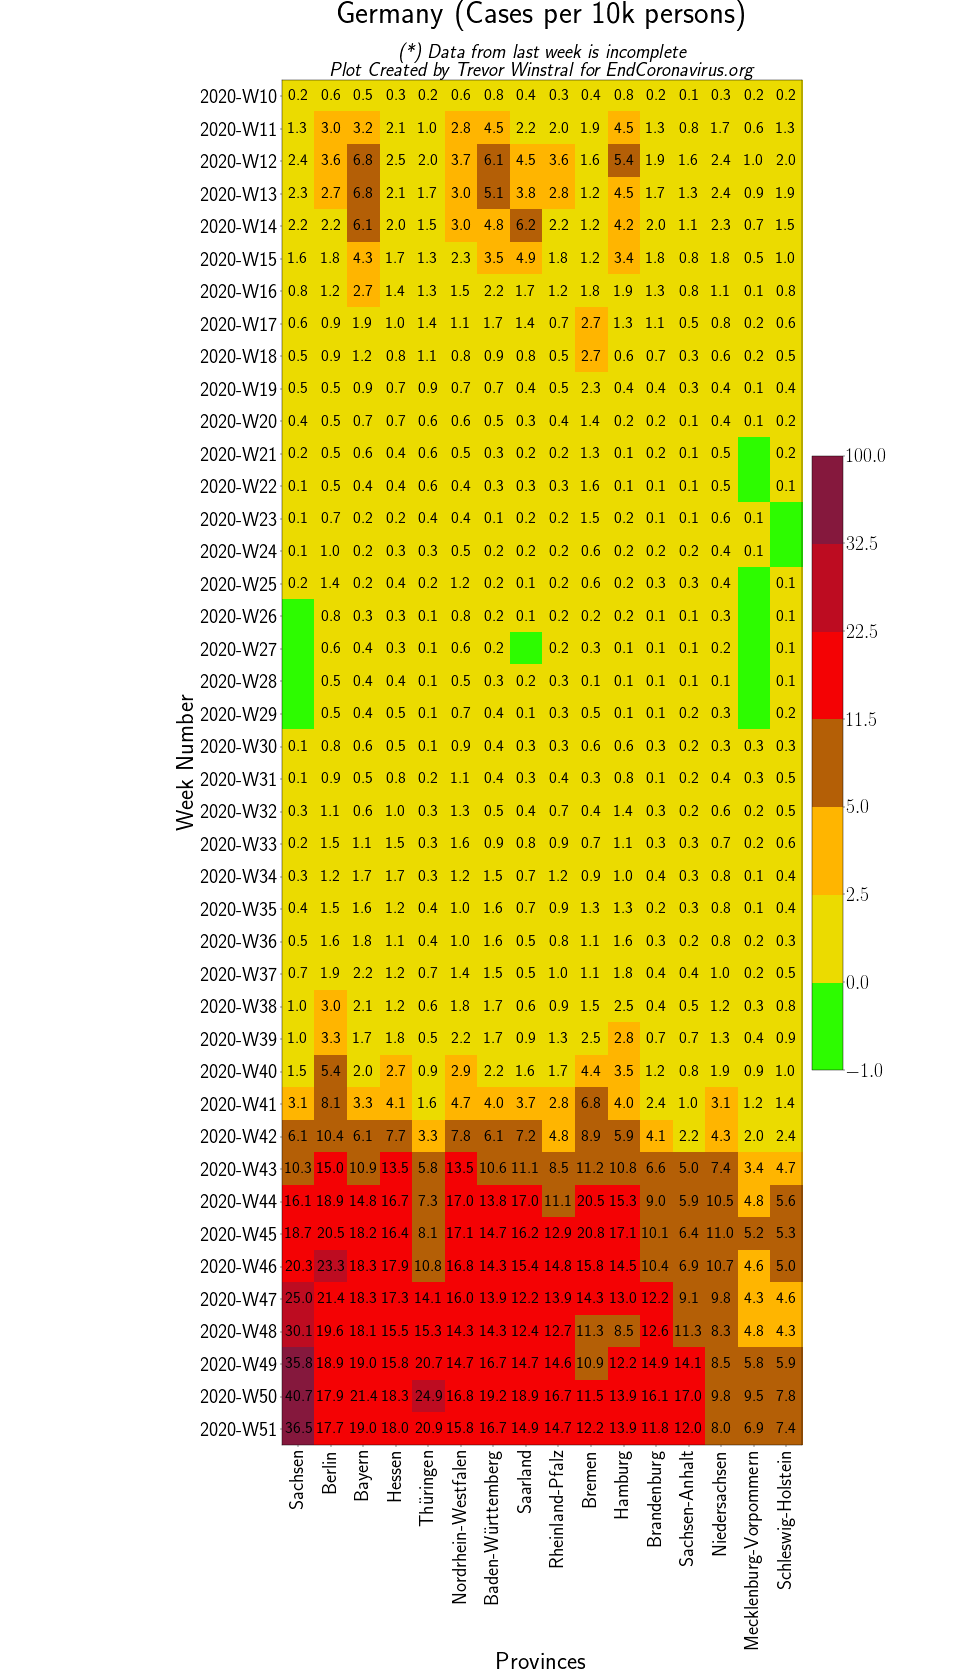 Germany (Cases per 10k persons)
(*) Data from last week is incomplete
Plot Created by Trevor Winstral for EndCoronavirus.org
2020-W10 0.2 0.6 0.5 0.3 0.2 0.6 0.8 0.4 0.3 0.4 0.8 0.2 0.1 0.3 0.2 0.2
2020-W11 1.3 3.0 3.2 2.1 1.0 2.8 4.5 2.2 2.0 1.9 4.5 1.3 0.8 1.7 0.6 1.3
2020-W12 2.4 3.6 6.8 2.5 2.0 3.7 6.1 4.5 3.6 1.6 5.4 1.9 1.6 2.4 1.0 2.0
2020-W13 2.3 2.7 6.8 2.1 1.7 3.0 5.1 3.8 2.8 1.2 4.5 1.7 1.3 2.4 0.9 1.9
2020-W14 2.2 2.2 6.1 2.0 1.5 3.0 4.8 6.2 2.2 1.2 4.2 2.0 1.1 2.3 0.7 1.5
2020-W15 1.6 1.8 4.3 1.7 1.3 2.3 3.5 4.9 1.8 1.2 3.4 1.8 0.8 1.8 0.5 1.0
2020-W16 0.8 1.2 2.7 1.4 1.3 1.5 2.2 1.7 1.2 1.8 1.9 1.3 0.8 1.1 0.1 0.8
2020-W17 0.6 0.9 1.9 1.0 1.4 1.1 1.7 1.4 0.7 2.7 1.3 1.1 0.5 0.8 0.2 0.6
2020-W18 0.5 0.9 1.2 0.8 1.1 0.8 0.9 0.8 0.5 2.7 0.6 0.7 0.3 0.6 0.2 0.5
2020-W19 0.5 0.5 0.9 0.7 0.9 0.7 0.7 0.4 0.5 2.3 0.4 0.4 0.3 0.4 0.1 0.4
2020-W20 0.4 0.5 0.7 0.7 0.6 0.6 0.5 0.3 0.4 1.4 0.2 0.2 0.1 0.4 0.1 0.2
2020-W21 0.2 0.5 0.6 0.4 0.6 0.5 0.3 0.2 0.2 1.3 0.1 0.2 0.1 0.5 0.2
2020-W22 0.1 0.5 0.4 0.4 0.6 0.4 0.3 0.3 0.3 1.6 0.1 0.1 0.1 0.5 0.1
2020-W23 0.1 0.7 0.2 0.2 0.4 0.4 0.1 0.2 0.2 1.5 0.2 0.1 0.1 0.6 0.1
2020-W24 0.1 1.0 0.2 0.3 0.3 0.5 0.2 0.2 0.2 0.6 0.2 0.2 0.2 0.4 0.1
2020-W25 0.2 1.4 0.2 0.4 0.2 1.2 0.2 0.1 0.2 0.6 0.2 0.3 0.3 0.4 0.1
2020-W26 0.8 0.3 0.3 0.1 0.8 0.2 0.1 0.2 0.2 0.2 0.1 0.1 0.3 0.1
2020-W27 0.6 0.4 0.3 0.1 0.6 0.2 0.2 0.3 0.1 0.1 0.1 0.2 0.1
2020-W28 0.5 0.4 0.4 0.1 0.5 0.3 0.2 0.3 0.1 0.1 0.1 0.1 0.1 0.1
2020-W29 0.5 0.4 0.5 0.1 0.7 0.4 0.1 0.3 0.5 0.1 0.1 0.2 0.3 0.2
2020-W30 0.1 0.8 0.6 0.5 0.1 0.9 0.4 0.3 0.3 0.6 0.6 0.3 0.2 0.3 0.3 0.3
2020-W31 0.1 0.9 0.5 0.8 0.2 1.1 0.4 0.3 0.4 0.3 0.8 0.1 0.2 0.4 0.3 0.5
2020-W32 0.3 1.1 0.6 1.0 0.3 1.3 0.5 0.4 0.7 0.4 1.4 0.3 0.2 0.6 0.2 0.5
2020-W33 0.2 1.5 1.1 1.5 0.3 1.6 0.9 0.8 0.9 0.7 1.1 0.3 0.3 0.7 0.2 0.6
2020-W34 0.3 1.2 1.7 1.7 0.3 1.2 1.5 0.7 1.2 0.9 1.0 0.4 0.3 0.8 0.1 0.4
2020-W35 0.4 1.5 1.6 1.2 0.4 1.0 1.6 0.7 0.9 1.3 1.3 0.2 0.3 0.8 0.1 0.4
2020-W36 0.5 1.6 1.8 1.1 0.4 1.0 1.6 0.5 0.8 1.1 1.6 0.3 0.2 0.8 0.2 0.3
2020-W37 0.7 1.9 2.2 1.2 0.7 1.4 1.5 0.5 1.0 1.1 1.8 0.4 0.4 1.0 0.2 0.5
2020-W38 1.0 3.0 2.1 1.2 0.6 1.8 1.7 0.6 0.9 1.5 2.5 0.4 0.5 1.2 0.3 0.8
2020-W39 1.0 3.3 1.7 1.8 0.5 2.2 1.7 0.9 1.3 2.5 2.8 0.7 0.7 1.3 0.4 0.9
2020-W40 1.5 5.4 2.0 2.7 0.9 2.9 2.2 1.6 1.7 4.4 3.5 1.2 0.8 1.9 0.9 1.0
2020-W41 3.1 8.1 3.3 4.1 1.6 4.7 4.0 3.7 2.8 6.8 4.0 2.4 1.0 3.1 1.2 1.4
2020-W42 6.1 10.4 6.1 7.7 3.3 7.8 6.1 7.2 4.8 8.9 5.9 4.1 2.2 4.3 2.0 2.4
2020-W43 10.3 15.0 10.9 13.5 5.8 13.5 10.6 11.1 8.5 11.2 10.8 6.6 5.0 7.4 3.4 4.7
2020-W44 16.1 18.9 14.8 16.7 7.3 17.0 13.8 17.0 11.1 20.5 15.3 9.0 5.9 10.5 4.8 5.6
2020-W45 18.7 20.5 18.2 16.4 8.1 17.1 14.7 16.2 12.9 20.8 17.1 10.1 6.4 11.0 5.2 5.3
2020-W46 20.3 23.3 18.3 17.9 10.8 16.8 14.3 15.4 14.8 15.8 14.5 10.4 6.9 10.7 4.6 5.0
2020-W47 25.0 21.4 18.3 17.3 14.1 16.0 13.9 12.2 13.9 14.3 13.0 12.2 9.1 9.8 4.3 4.6
2020-W48 30.1 19.6 18.1 15.5 15.3 14.3 14.3 12.4 12.7 11.3 8.5 12.6 11.3 8.3 4.8 4.3
2020-W49 35.8 18.9 19.0 15.8 20.7 14.7 16.7 14.7 14.6 10.9 12.2 14.9 14.1 8.5 5.8 5.9
2020-W50 40.7 17.9 21.4 18.3 24.9 16.8 19.2 18.9 16.7 11.5 13.9 16.1 17.0 9.8 9.5 7.8
2020-W51 36.5 17.7 19.0 18.0 20.9 15.8 16.7 14.9 14.7 12.2 13.9 11.8 12.0 8.0 6.9 7.4
Week Number
Sachsen
Berlin
Bayern
Hessen
Thüringen
Nordrhein-Westfalen
Baden-Württemberg
Saarland
Rheinland-Pfalz
Bremen
Hamburg
Brandenburg
Sachsen-Anhalt
Niedersachsen
Mecklenburg-Vorpommern
Schleswig-Holstein
Provinces
100.0
32.5
22.5
11.5
5.0
2.5
0.0
−1.0